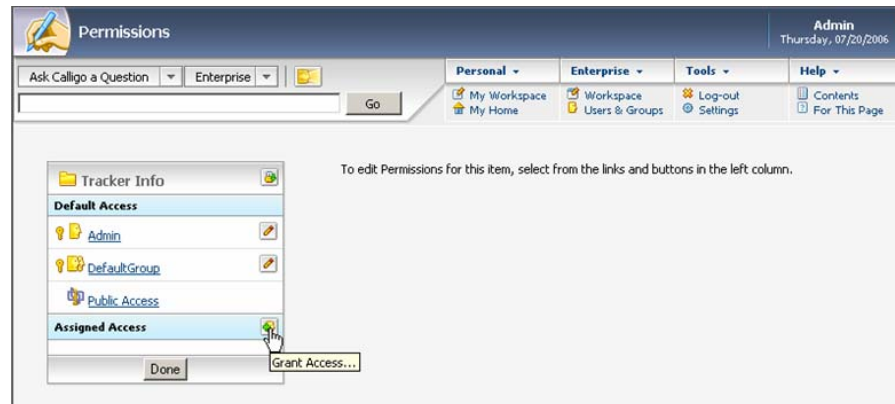 Permissions
Admin
Thursday, 07/20/2006
Ask Calligo a Question
Enterprise
Go
Personal
Enterprise
Tools
Help
My Workspace
Workspace
Log-out
Contents
My Home
Users & Groups
Settings
For This Page
Tracker Info
To edit Permissions for this item, select from the links and buttons in the left column.
Default Access
Admin
DefaultGroup
Public Access
Assigned Access
Grant Access...
Done